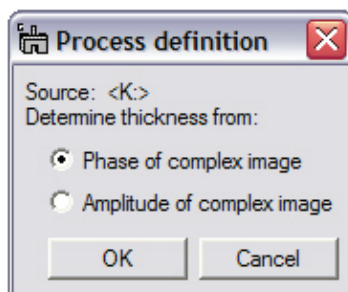 Process definition
Source: <K:>
Determine thickness from:
Phase of complex image
Amplitude of complex image
OK
Cancel